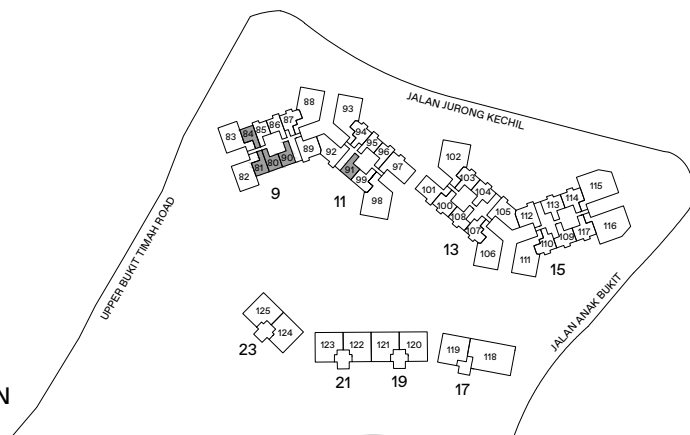 JALAN JURONG KECHIL
UPPER BUKIT TIMAH ROAD
JALAN ANAK BUKIT
83 84 85 86 87 88
82 81 80 90 89
9
93 94 95 96 97
92 91 99 98
11
102 103 104 105
101 100 108 107 106
13
112 113 114 115
111 110 109 117 116
15
125
124
23
123 122 121 120
21 19
119 118
17
N